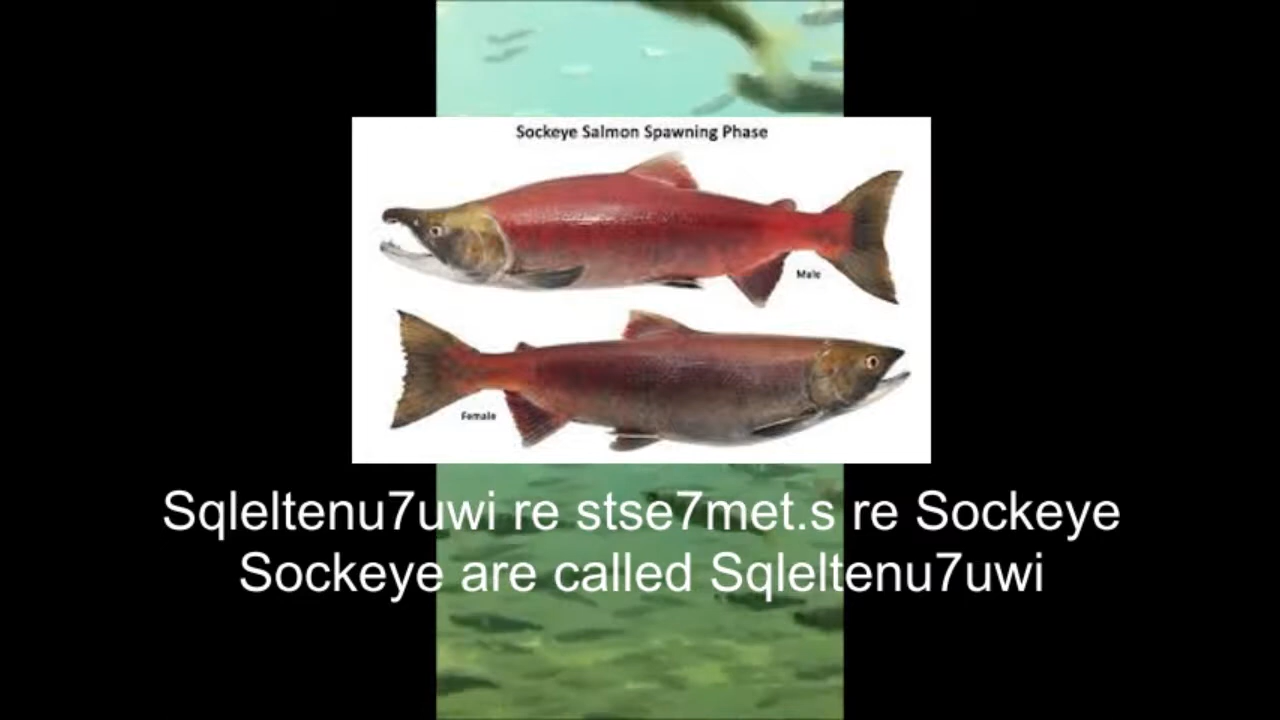 Sockeye Salmon Spawning Phase
Male
Female
Sqleltenu7uwi re stse7met.s re Sockeye
Sockeye are called Sqleltenu7uwi